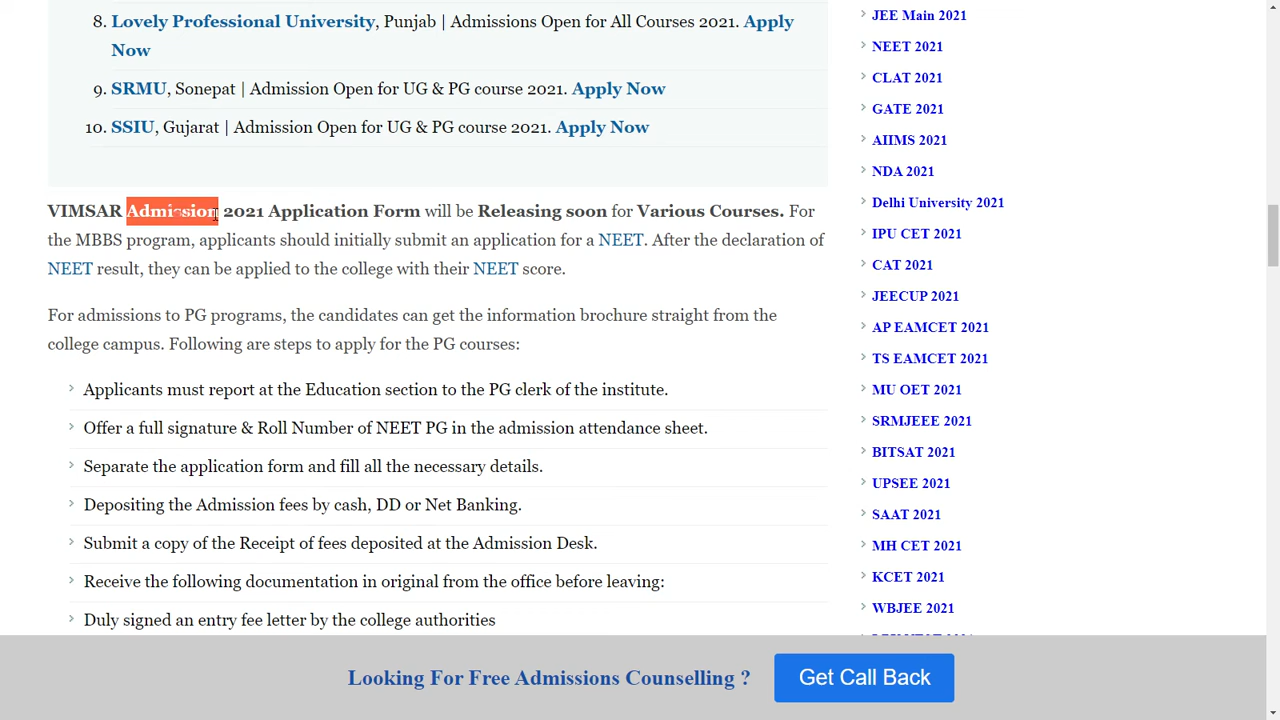 8. Lovely Professional University, Punjab | Admissions Open for All Courses 2021. Apply
Now
9. SRMU, Sonepat | Admission Open for UG & PG course 2021. Apply Now
10. SSIU, Gujarat | Admission Open for UG & PG course 2021. Apply Now
VIMSAR Admission 2021 Application Form will be Releasing soon for Various Courses. For
the MBBS program, applicants should initially submit an application for a NEET. After the declaration of
NEET result, they can be applied to the college with their NEET score.
For admissions to PG programs, the candidates can get the information brochure straight from the
college campus. Following are steps to apply for the PG courses:
Applicants must report at the Education section to the PG clerk of the institute.
Offer a full signature & Roll Number of NEET PG in the admission attendance sheet.
Separate the application form and fill all the necessary details.
Depositing the Admission fees by cash, DD or Net Banking.
Submit a copy of the Receipt of fees deposited at the Admission Desk.
Receive the following documentation in original from the office before leaving:
Duly signed an entry fee letter by the college authorities
JEE Main 2021
NEET 2021
CLAT 2021
GATE 2021
AIIMS 2021
NDA 2021
Delhi University 2021
IPU CET 2021
CAT 2021
JEECUP 2021
AP EAMCET 2021
TS EAMCET 2021
MU OET 2021
SRMJEEE 2021
BITSAT 2021
UPSEE 2021
SAAT 2021
MH CET 2021
KCET 2021
WBJEE 2021
Looking For Free Admissions Counselling ?
Get Call Back